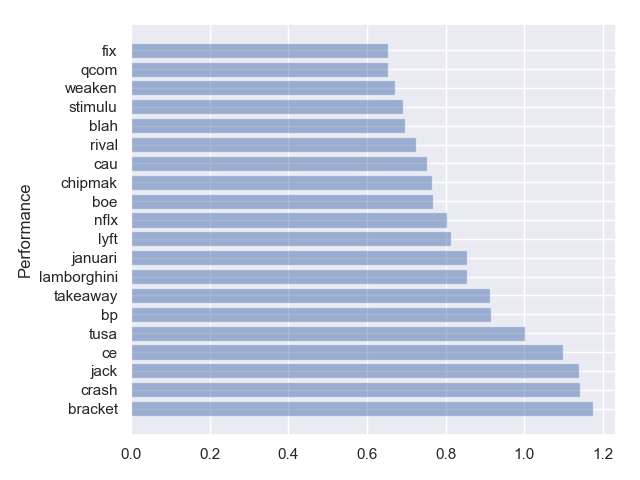 fix
qcom
weaken
stimulu
blah
rival
cau
chipmak
boe
nflx
lyft
januari
lamborghini
takeaway
bp
tusa
ce
jack
crash
bracket
Performance
0.0 0.2 0.4 0.6 0.8 1.0 1.2